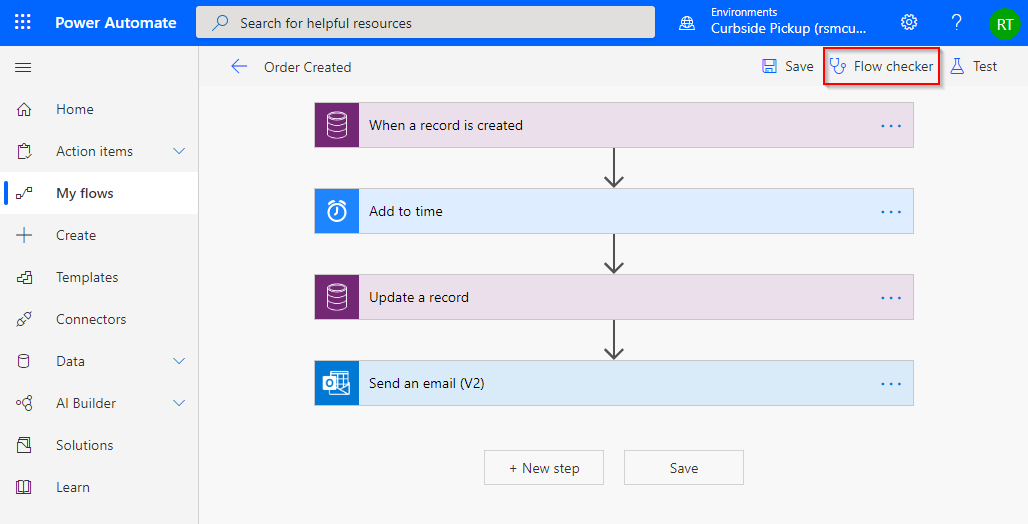 Power Automate
Search for helpful resources
Environments
Curbside Pickup (rsmcu...
?
RT
Order Created
Save
Flow checker
Test
Home
Action items
My flows
Create
Templates
Connectors
Data
AI Builder
Solutions
Learn
When a record is created
...
Add to time
...
Update a record
...
Send an email (V2)
...
+ New step
Save